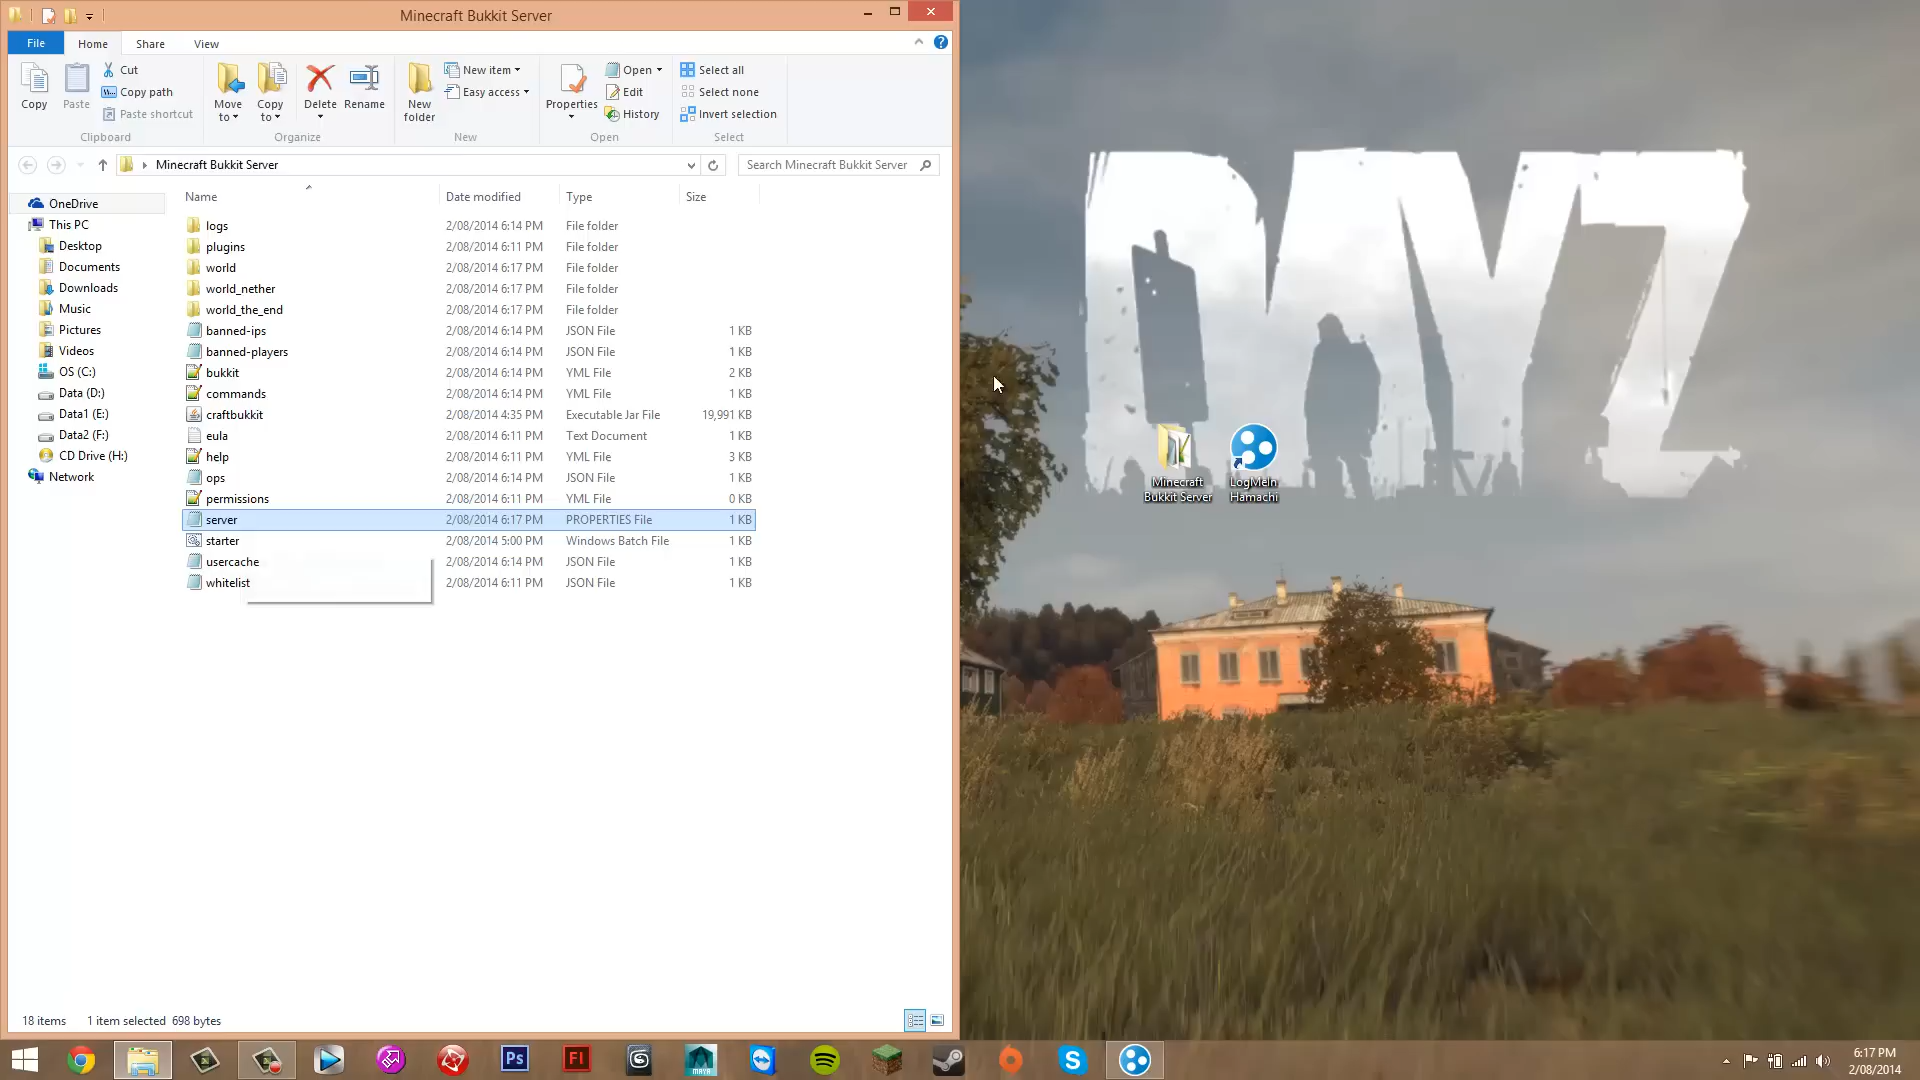 Minecraft Bukkit Server
File Home Share View
Copy
Paste
Cut
Copy path
Paste shortcut
Clipboard
Move to
Copy to
Delete
Rename
Organize
New folder
New item
Easy access
New
Properties
Open
Edit
History
Open
Select all
Select none
Invert selection
Select
Minecraft Bukkit Server
Search Minecraft Bukkit Server
OneDrive
This PC
Desktop
Documents
Downloads
Music
Pictures
Videos
OS (C:)
Data (D:)
Data1 (E:)
Data2 (F:)
CD Drive (H:)
Network
Name Date modified Type Size
logs 2/08/2014 6:14 PM File folder
plugins 2/08/2014 6:11 PM File folder
world 2/08/2014 6:17 PM File folder
world_nether 2/08/2014 6:17 PM File folder
world_the_end 2/08/2014 6:17 PM File folder
banned-ips 2/08/2014 6:14 PM JSON File 1 KB
banned-players 2/08/2014 6:14 PM JSON File 1 KB
bukkit 2/08/2014 6:14 PM YML File 2 KB
commands 2/08/2014 6:14 PM YML File 1 KB
craftbukkit 2/08/2014 4:35 PM Executable Jar File 19,991 KB
eula 2/08/2014 6:11 PM Text Document 1 KB
help 2/08/2014 6:11 PM YML File 3 KB
ops 2/08/2014 6:14 PM JSON File 1 KB
permissions 2/08/2014 6:11 PM YML File 0 KB
server 2/08/2014 6:17 PM PROPERTIES File 1 KB
starter 2/08/2014 5:00 PM Windows Batch File 1 KB
usercache 2/08/2014 6:14 PM JSON File 1 KB
whitelist 2/08/2014 6:11 PM JSON File 1 KB
18 items 1 item selected 698 bytes
DAYZ
Minecraft
Bukkit Server
LogMeIn
Hamachi
Ps
Fl
MAYA
6:17 PM
2/08/2014